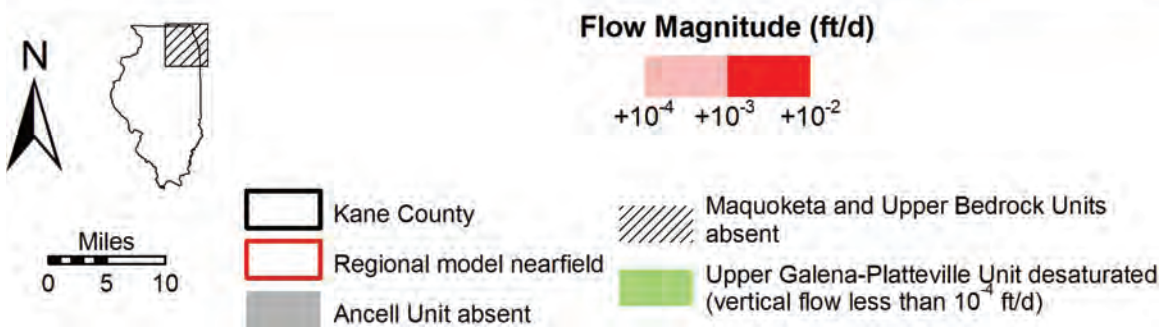 Flow Magnitude (ft/d)
N
+10⁻⁴ +10⁻³ +10⁻²
Miles
0 5 10
Kane County
Regional model nearfield
Ancell Unit absent
Maquoketa and Upper Bedrock Units
absent
Upper Galena-Platteville Unit desaturated
(vertical flow less than 10⁻⁴ ft/d)